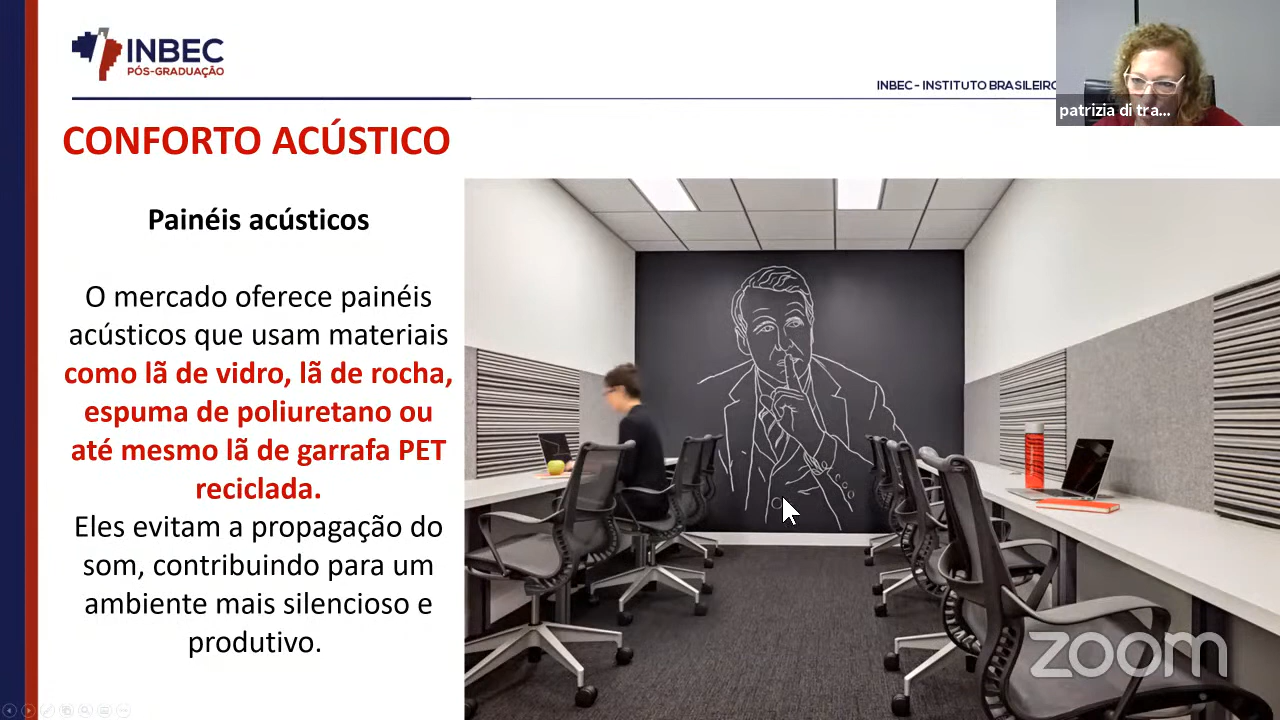 INBEC
PÓS-GRADUAÇÃO
INBEC - INSTITUTO BRASILEIRO
patrizia di tra...
CONFORTO ACÚSTICO
Painéis acústicos
O mercado oferece painéis
acústicos que usam materiais
como lã de vidro, lã de rocha,
espuma de poliuretano ou
até mesmo lã de garrafa PET
reciclada.
Eles evitam a propagação do
som, contribuindo para um
ambiente mais silencioso e
produtivo.
zoom